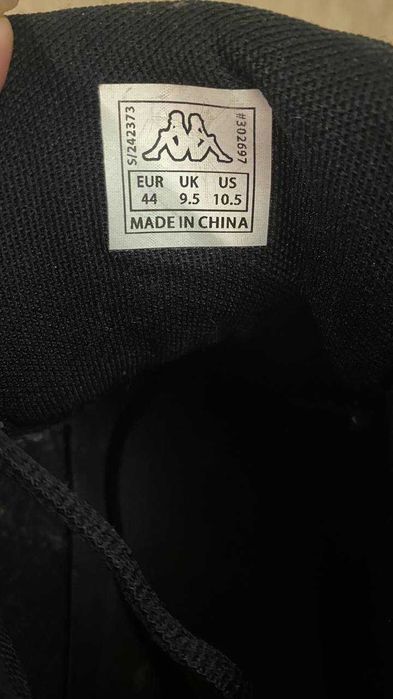 S/242373
#302697
EUR UK US
44 9.5 10.5
MADE IN CHINA